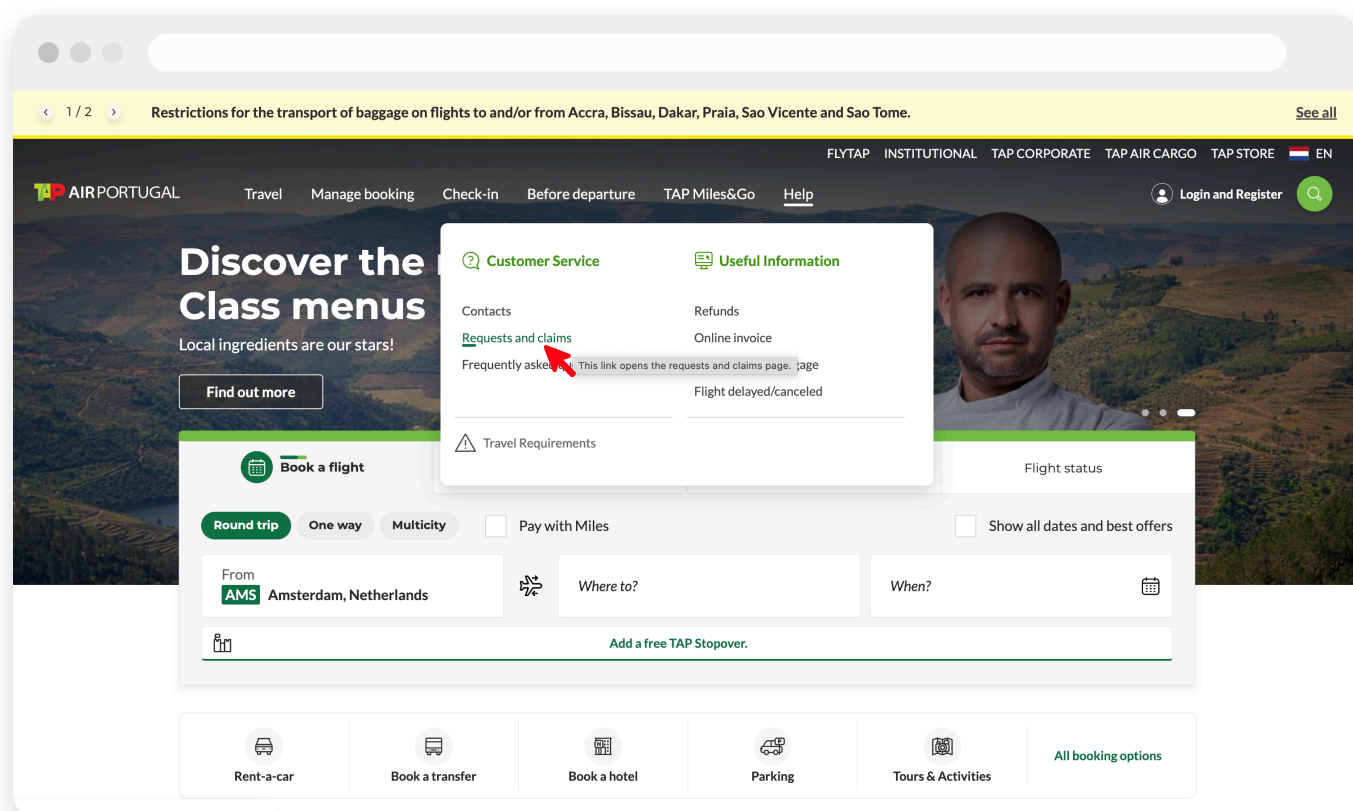 1 / 2
Restrictions for the transport of baggage on flights to and/or from Accra, Bissau, Dakar, Praia, Sao Vicente and Sao Tome.
See all
FLYTAP INSTITUTIONAL TAP CORPORATE TAP AIR CARGO TAP STORE EN
TAP AIRPORTUGAL
Travel Manage booking Check-in Before departure TAP Miles&Go Help
Login and Register
Discover the
Class menus
Local ingredients are our stars!
Find out more
Customer Service
Contacts
Requests and claims
Frequently asked
This link opens the requests and claims page.
Useful Information
Refunds
Online invoice
Flight delayed/canceled
Travel Requirements
Book a flight
Flight status
Round trip One way Multicity Pay with Miles Show all dates and best offers
From
AMS Amsterdam, Netherlands
Where to?
When?
Add a free TAP Stopover.
Rent-a-car
Book a transfer
Book a hotel
Parking
Tours & Activities
All booking options